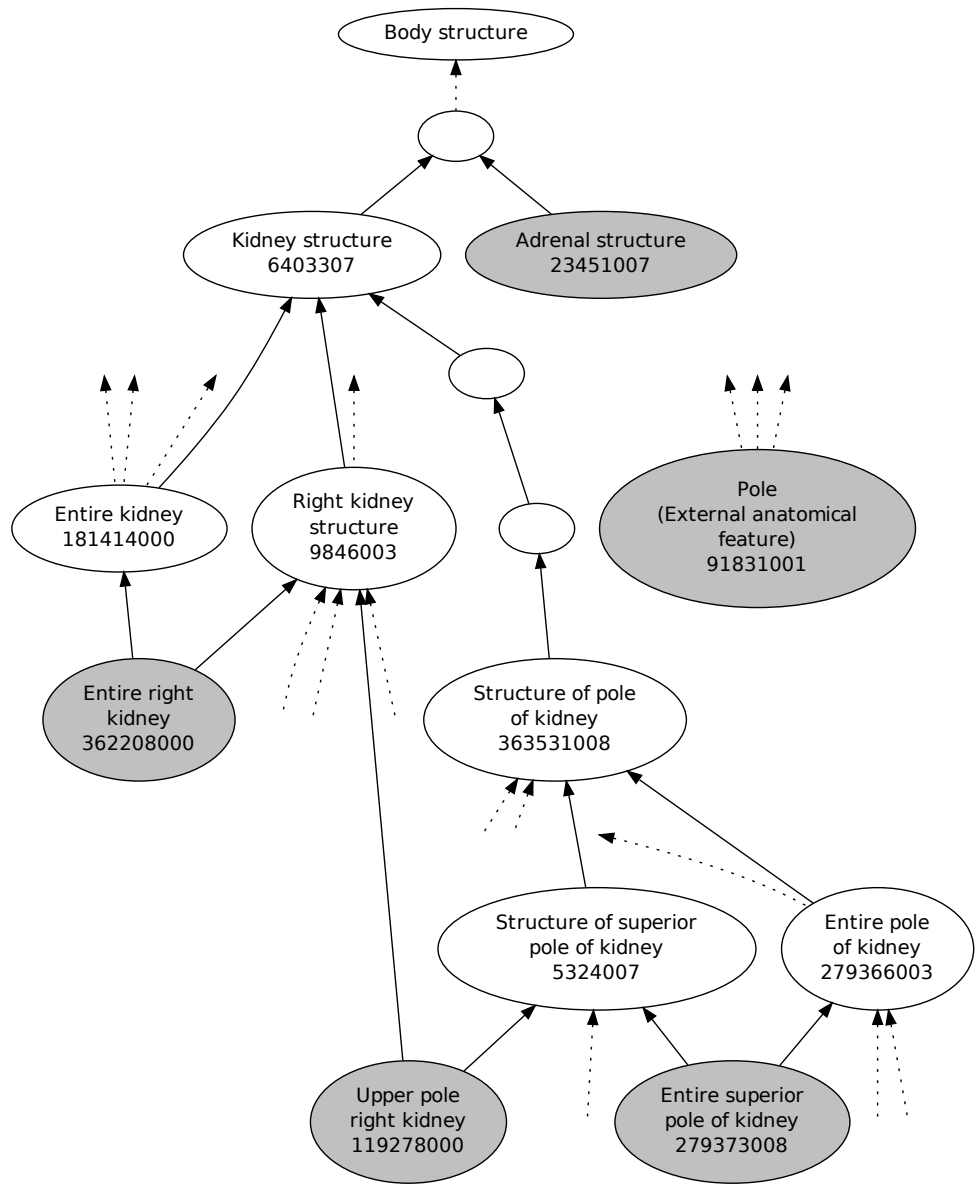 Body structure
Kidney structure
6403307
Adrenal structure
23451007
Entire kidney
181414000
Right kidney
structure
9846003
Pole
(External anatomical
feature)
91831001
Entire right
kidney
362208000
Structure of pole
of kidney
363531008
Structure of superior
pole of kidney
5324007
Entire pole
of kidney
279366003
Upper pole
right kidney
119278000
Entire superior
pole of kidney
279373008